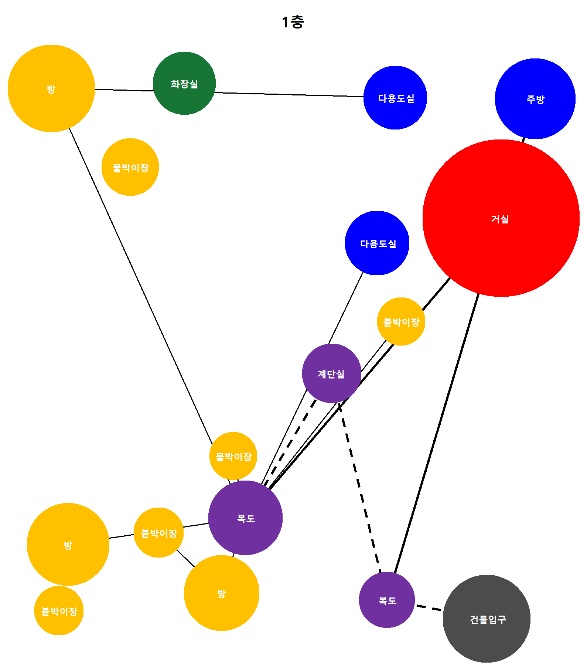 1층
방
화장실
다용도실
주방
붙박이장
거실
다용도실
붙박이장
계단실
붙박이장
복도
방
붙박이장
방
붙박이장
복도
건물입구